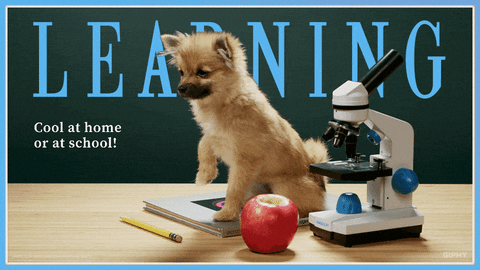 LEARNING
Cool at home
or at school!
GIPHY